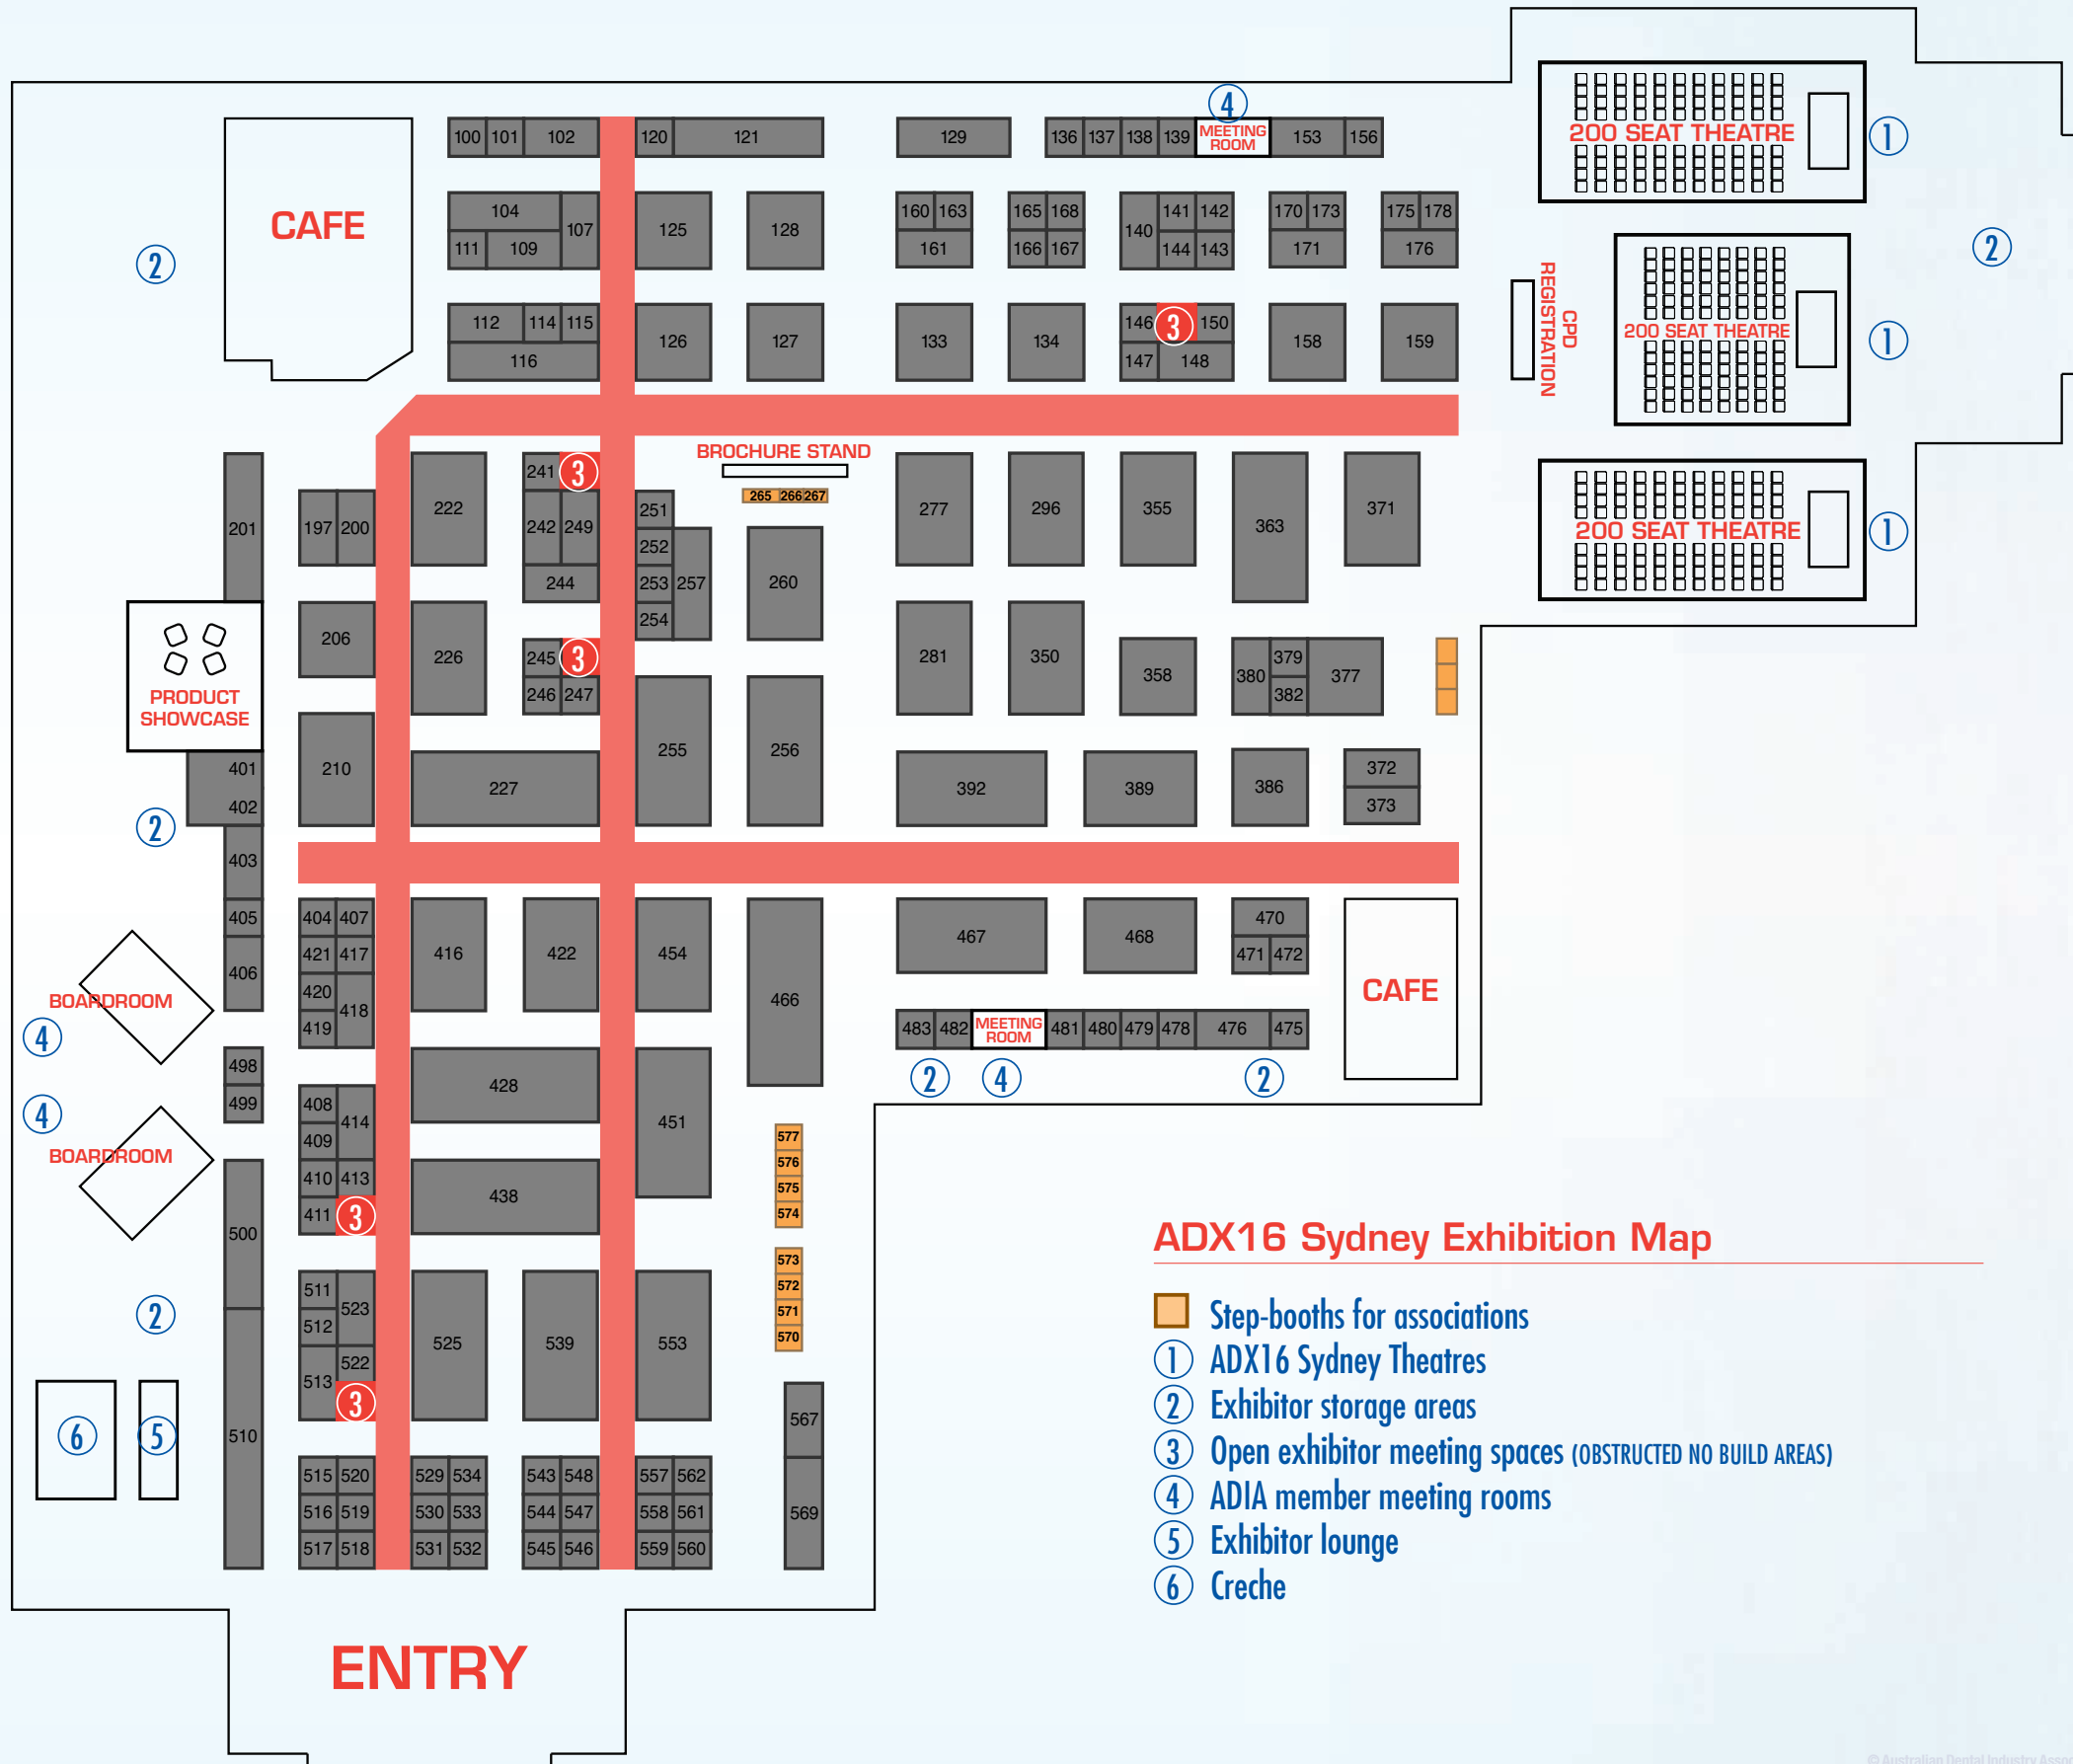 4
100 101 102 120 121 129 136 137 138 139 MEETING ROOM 153 156
200 SEAT THEATRE 1
CAFE
104 107 125 128 160 163 165 168 140 141 142 170 173 175 178
111 109 161 166 167 144 143 171 176
2
2
CPD REGISTRATION
112 114 115 126 127 133 134 146 3 150 158 159
116 147 148
200 SEAT THEATRE 1
BROCHURE STAND
241 3
265 266 267
201 197 200 222 242 249 251 277 296 355 363 371
252
244 253 257 260
254
200 SEAT THEATRE 1
206 226 245 3 281 350 358 380 379 377
246 247 382
PRODUCT
SHOWCASE
401 210 227 255 256 392 389 386 372
402 373
2
403
405 404 407 416 422 454 466 467 468 470
406 421 417 471 472
420 418
419
BOARDROOM
4
CAFE
483 482 MEETING ROOM 481 480 479 478 476 475
2 4 2
498 408 414 428 451
499 409
4
BOARDROOM
410 413 438
411 3
577
576
575
574
500
573
572
571
570
511 523 525 539 553
512
513 522
3
2
6 5 510
567
515 520 529 534 543 548 557 562
516 519 530 533 544 547 558 561 569
517 518 531 532 545 546 559 560
ENTRY
ADX16 Sydney Exhibition Map
Step-booths for associations
1 ADX16 Sydney Theatres
2 Exhibitor storage areas
3 Open exhibitor meeting spaces (OBSTRUCTED NO BUILD AREAS)
4 ADIA member meeting rooms
5 Exhibitor lounge
6 Creche
© Australian Dental Industry